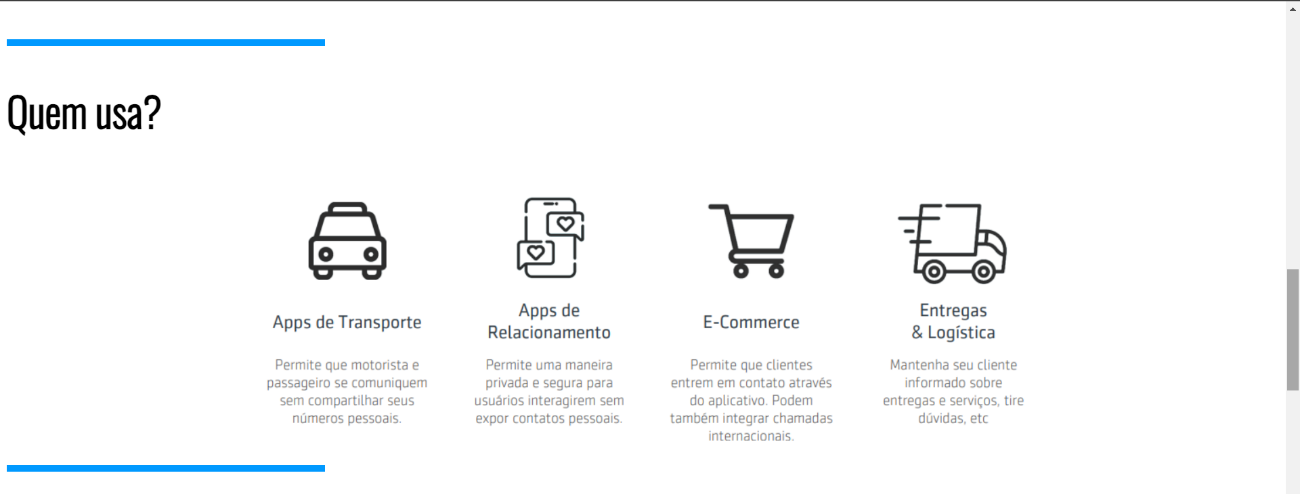 Quem usa?
Apps de Transporte
Permite que motorista e
passageiro se comuniquem
sem compartilhar seus
números pessoais.
Apps de
Relacionamento
Permite uma maneira
privada e segura para
usuários interagirem sem
expor contatos pessoais.
E-Commerce
Permite que clientes
entrem em contato através
do aplicativo. Podem
também integrar chamadas
internacionais.
Entregas
& Logística
Mantenha seu cliente
informado sobre
entregas e serviços, tire
dúvidas, etc